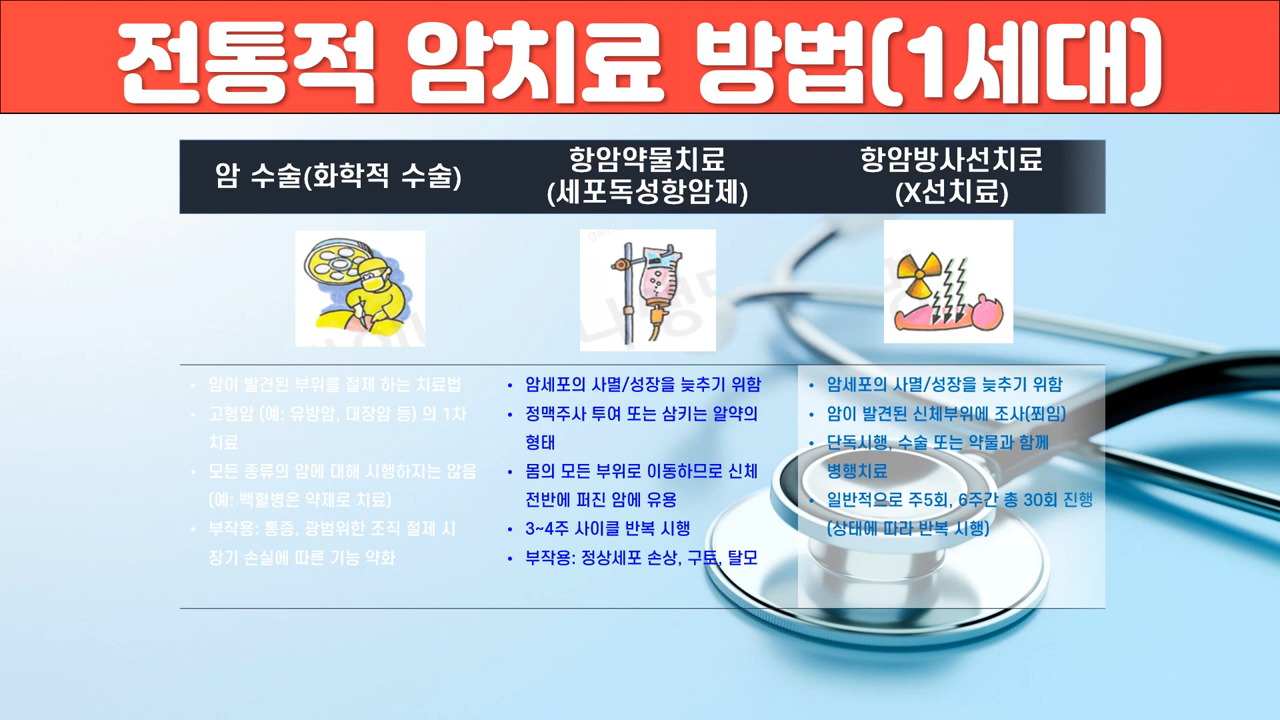 전통적 암치료 방법(1세대)
암 수술(화학적 수술)
항암약물치료
(세포독성항암제)
항암방사선치료
(X선치료)
• 암이 발견된 부위를 절제 하는 치료법
• 고형암 (예: 유방암, 대장암 등) 의 1차
치료
• 모든 종류의 암에 대해 시행하지는 않음
(예: 백혈병은 약제로 치료)
• 부작용: 통증, 광범위한 조직 절제 시
장기 손실에 따른 기능 약화
• 암세포의 사멸/성장을 늦추기 위함
• 정맥주사 투여 또는 삼키는 알약의
형태
• 몸의 모든 부위로 이동하므로 신체
전반에 퍼진 암에 유용
• 3~4주 사이클 반복 시행
• 부작용: 정상세포 손상, 구토, 탈모
• 암세포의 사멸/성장을 늦추기 위함
• 암이 발견된 신체부위에 조사(쬐임)
• 단독시행, 수술 또는 약물과 함께
병행치료
• 일반적으로 주5회, 6주간 총 30회 진행
(상태에 따라 반복 시행)